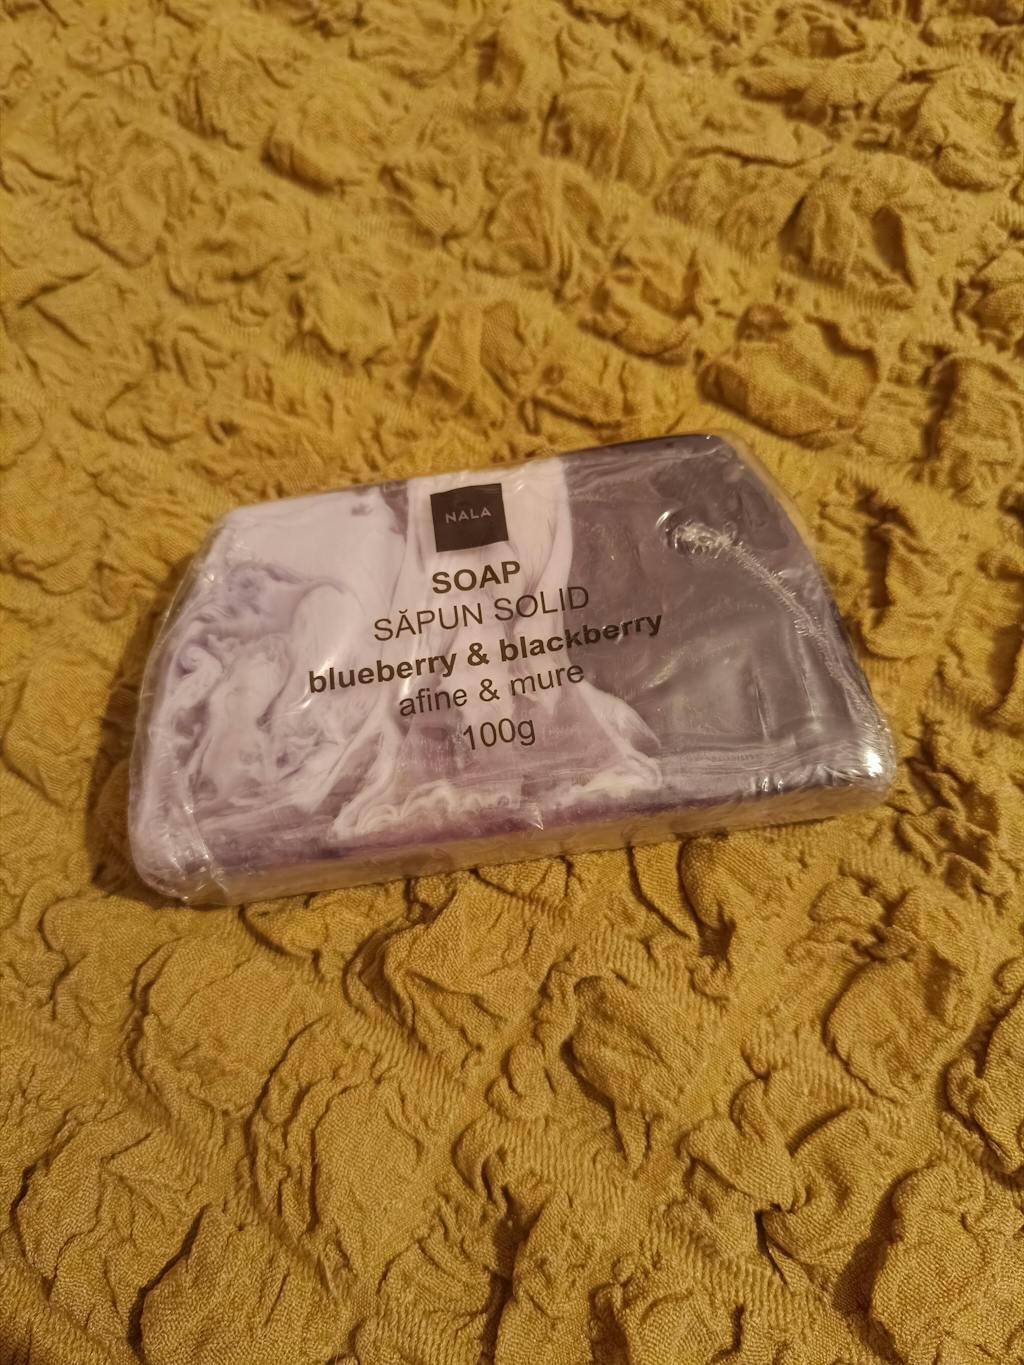 NALA
SOAP
SĂPUN SOLID
blueberry & blackberry
afine & mure
100g